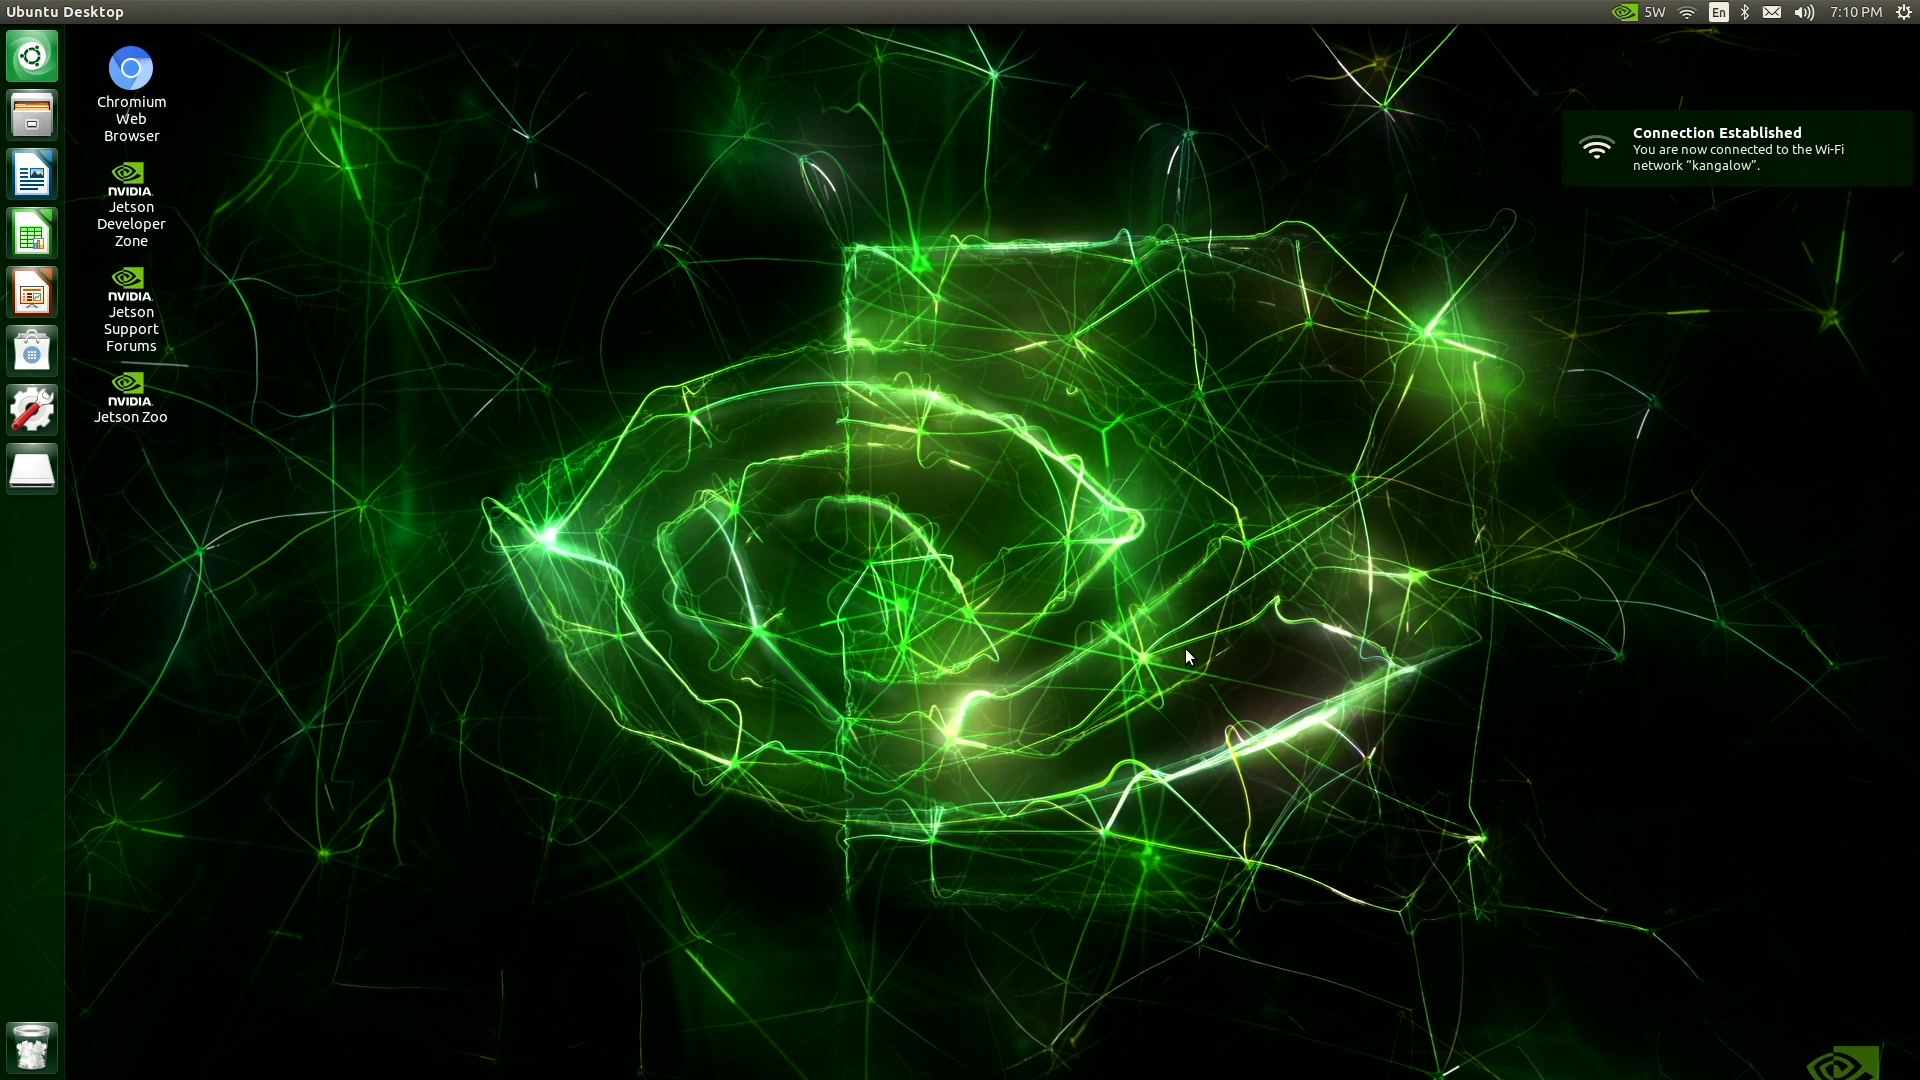 Ubuntu Desktop
5W
En
7:10 PM
Chromium
Web
Browser
NVIDIA.
Jetson
Developer
Zone
NVIDIA.
Jetson
Support
Forums
NVIDIA.
Jetson Zoo
Connection Established
You are now connected to the Wi-Fi
network “kangalow”.